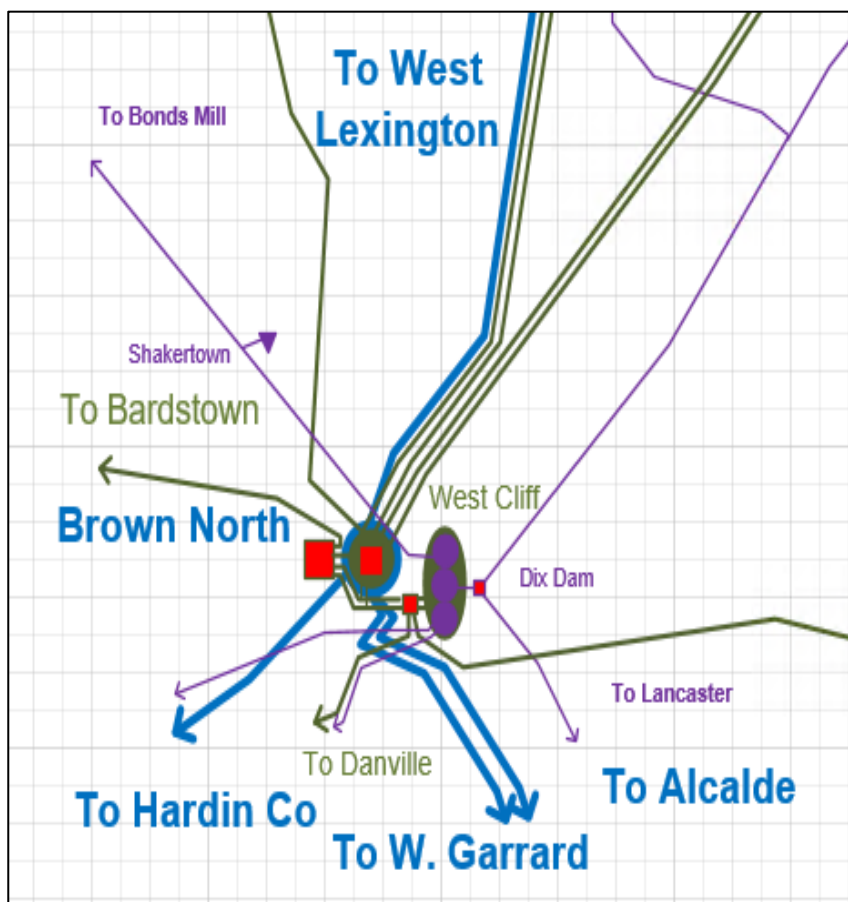 To West
Lexington
To Bonds Mill
Shakertown
To Bardstown
West Cliff
Brown North
Dix Dam
To Lancaster
To Danville
To Alcalde
To Hardin Co
To W. Garrard